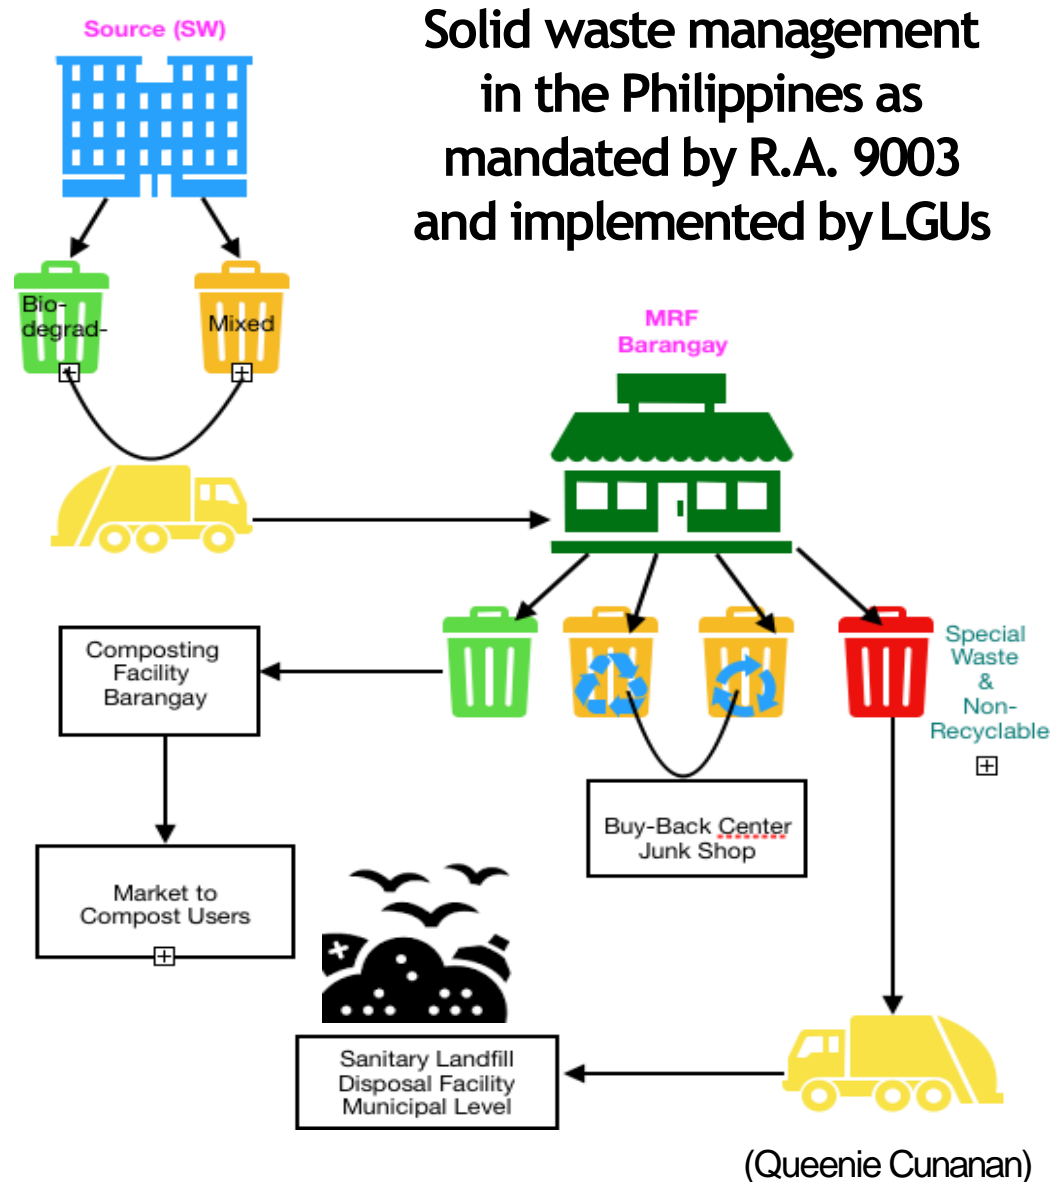 Source (SW)
Solid waste management
in the Philippines as
mandated by R.A. 9003
and implemented by LGUs
Bio-
degrad-
Mixed
MRF
Barangay
Special
Waste
&
Non-
Recyclable
Composting
Facility
Barangay
Buy-Back Center
Junk Shop
Market to
Compost Users
Sanitary Landfill
Disposal Facility
Municipal Level
(Queenie Cunanan)